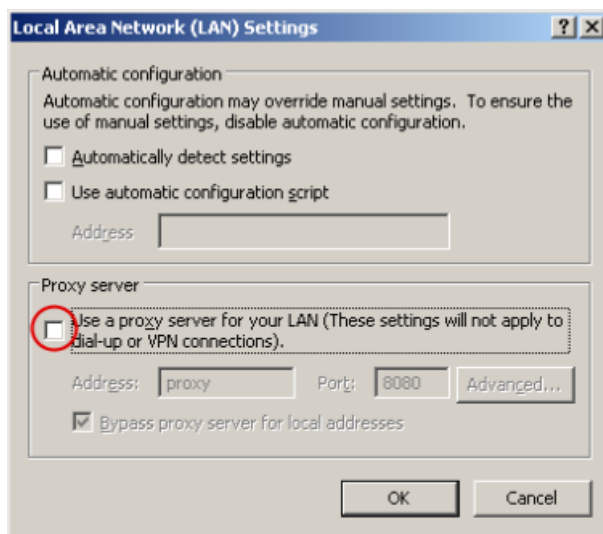 Local Area Network (LAN) Settings
Automatic configuration
Automatic configuration may override manual settings. To ensure the
use of manual settings, disable automatic configuration.
Automatically detect settings
Use automatic configuration script
Address
Proxy server
Use a proxy server for your LAN (These settings will not apply to
dial-up or VPN connections).
Address: proxy Port: 8080 Advanced...
Bypass proxy server for local addresses
OK Cancel